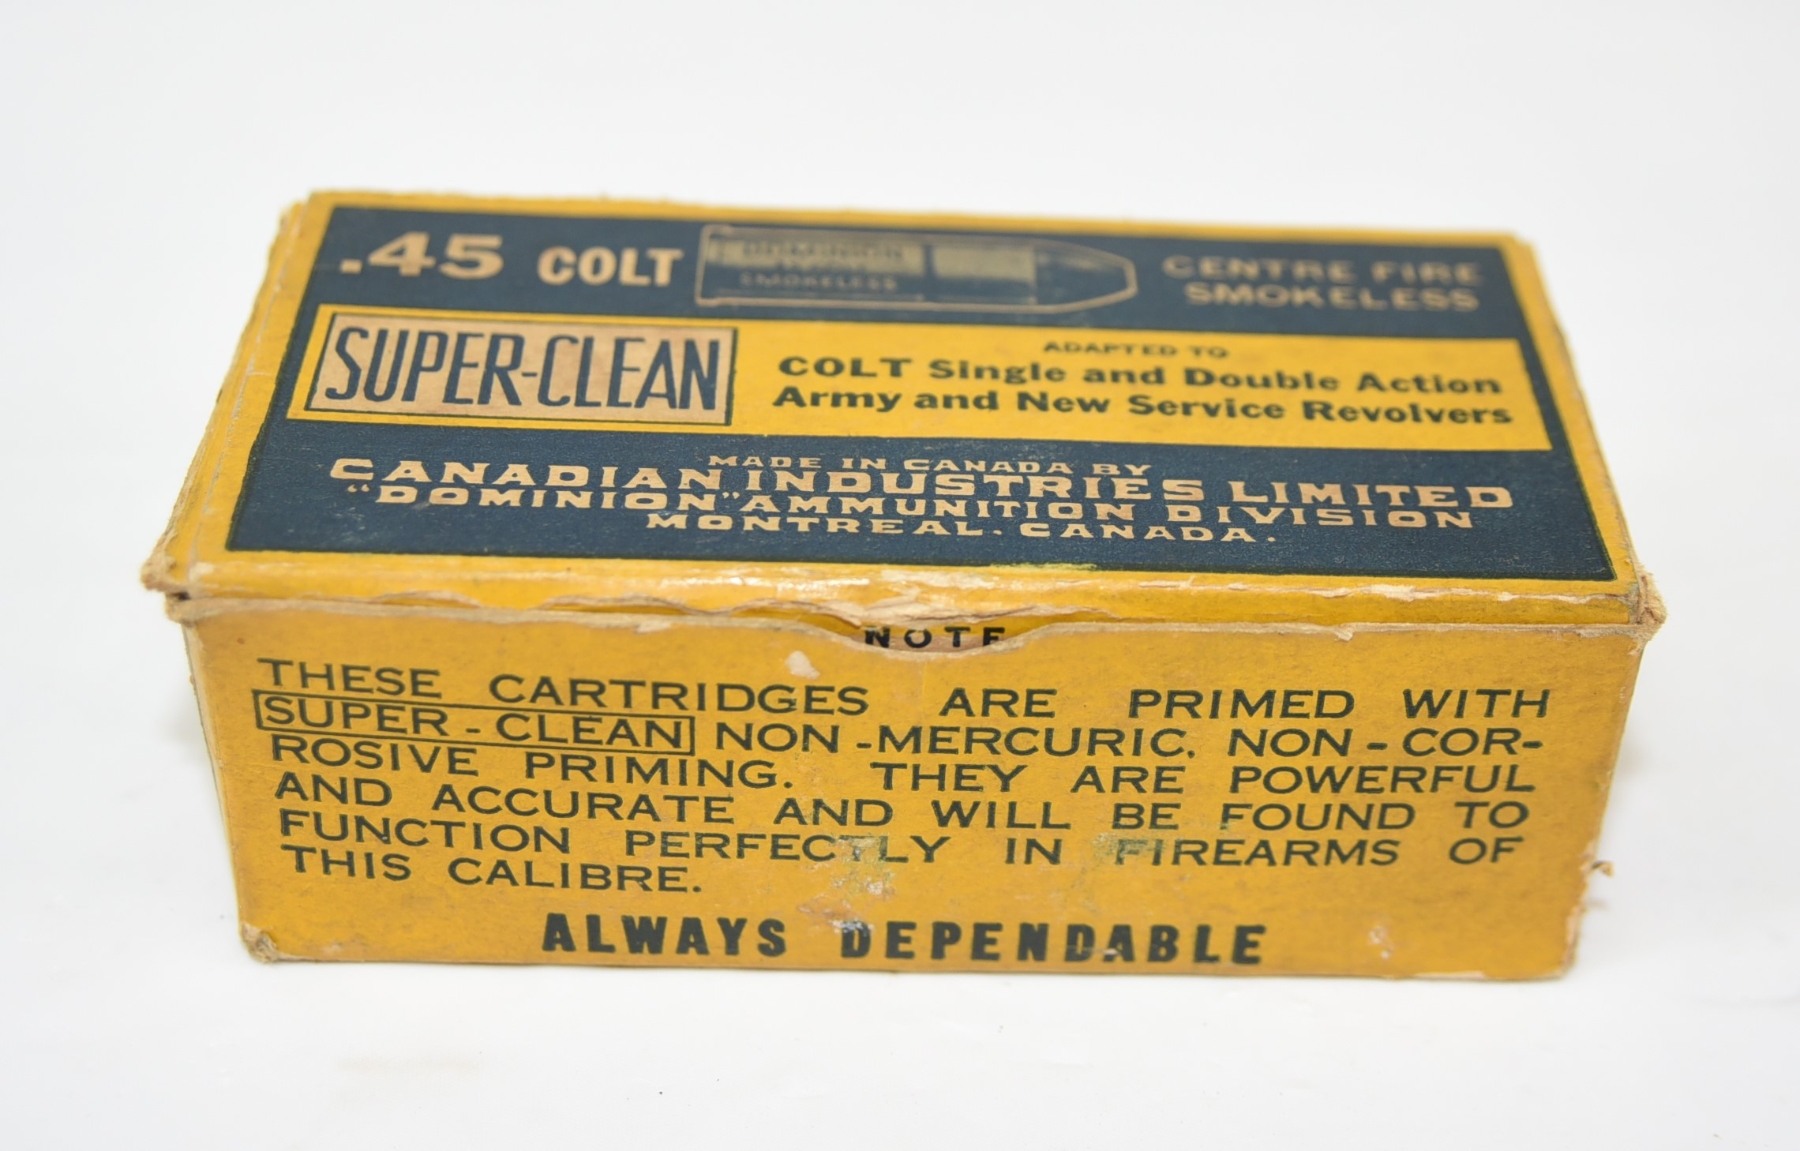 .45 COLT
DOMINION
SMOKELESS
CENTRE FIRE
SMOKELESS
SUPER-CLEAN
ADAPTED TO
COLT Single and Double Action
Army and New Service Revolvers
MADE IN CANADA BY
CANADIAN INDUSTRIES LIMITED
"DOMINION" AMMUNITION DIVISION
MONTREAL · CANADA.
NOTE
THESE CARTRIDGES ARE PRIMED WITH
SUPER-CLEAN NON-MERCURIC, NON-COR-
ROSIVE PRIMING. THEY ARE POWERFUL
AND ACCURATE AND WILL BE FOUND TO
FUNCTION PERFECTLY IN FIREARMS OF
THIS CALIBRE.
ALWAYS DEPENDABLE